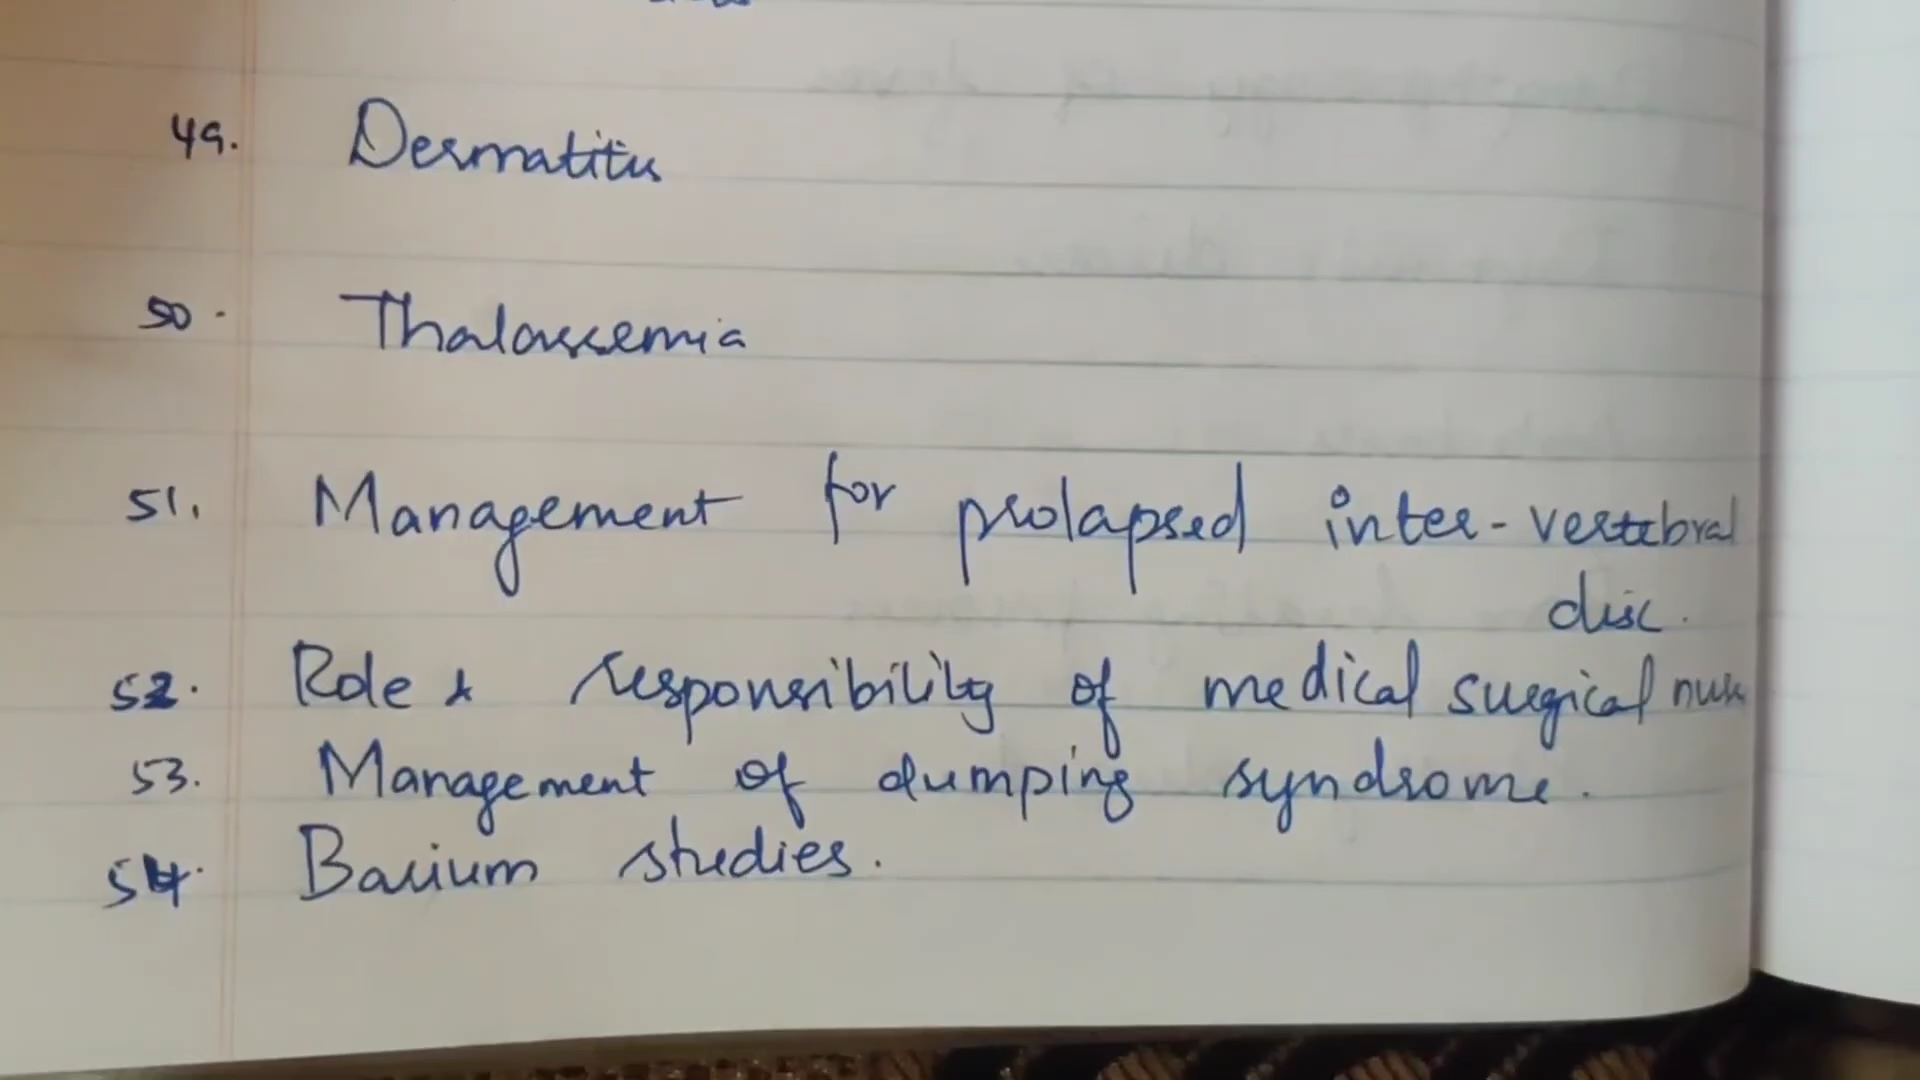 49. Dermatitis
50. Thalassemia
51. Management for prolapsed inter-vertebral
disc.
52. Role & responsibility of medical surgical
53. Management of dumping syndrome.
54. Barium studies.